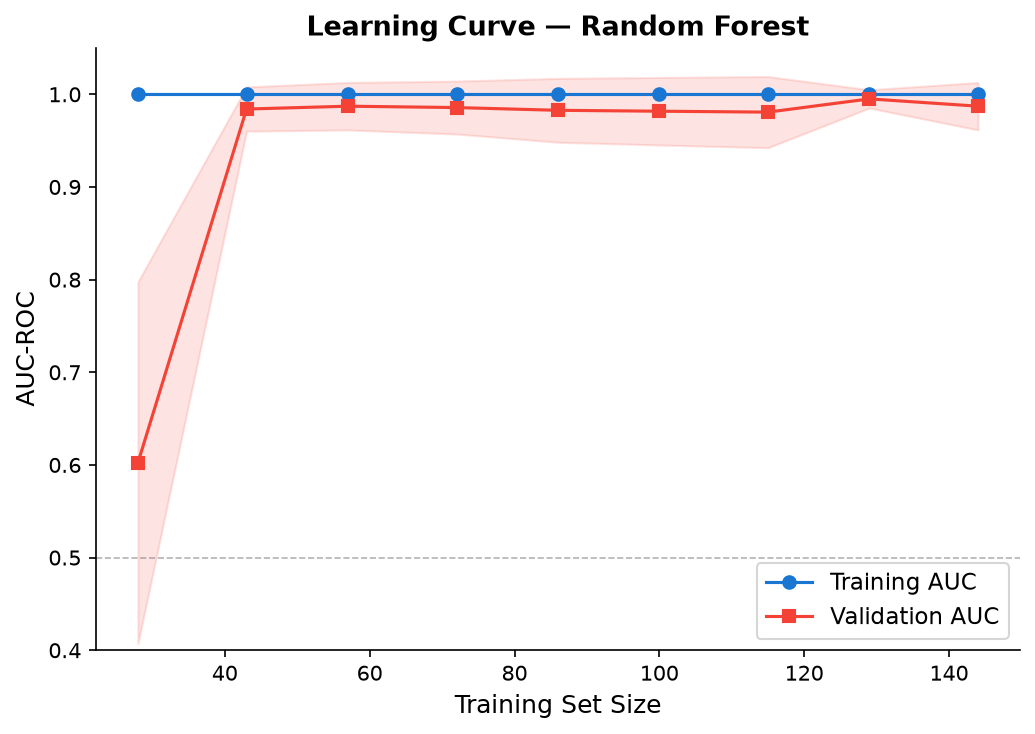 Learning Curve — Random Forest
AUC-ROC
1.0
0.9
0.8
0.7
0.6
0.5
0.4
40 60 80 100 120 140
Training Set Size
Training AUC
Validation AUC